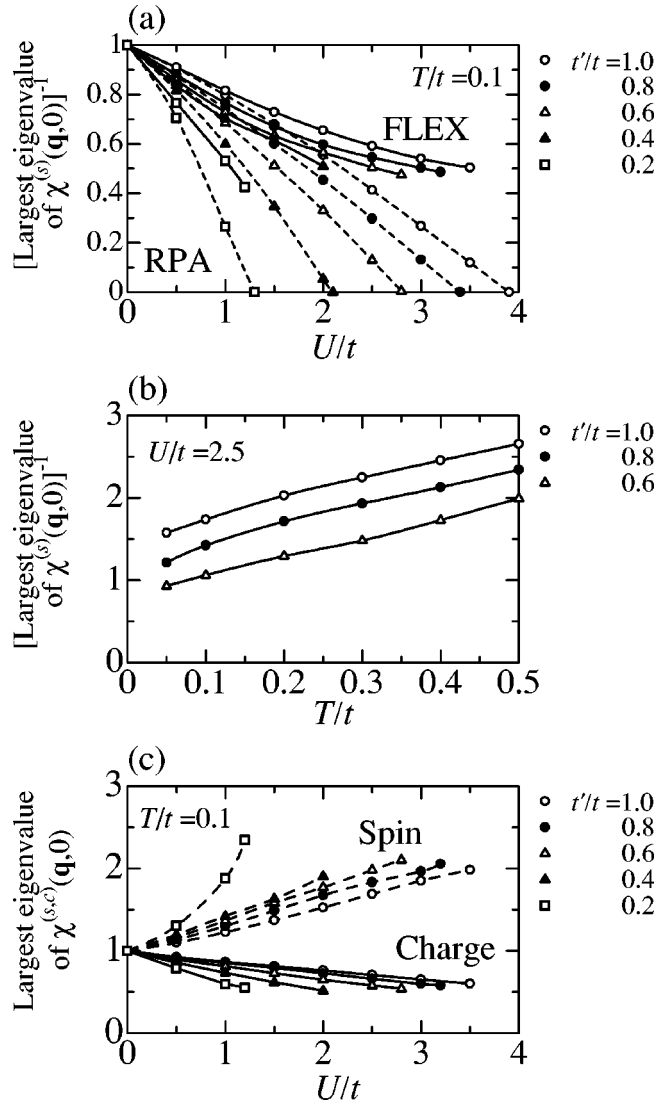 (a)
[Largest eigenvalue
of χ^(s)(q,0)]^-1
1
0.8
0.6
0.4
0.2
0
T/t =0.1
FLEX
RPA
0 1 2 3 4
U/t
t′/t =1.0
0.8
0.6
0.4
0.2
(b)
[Largest eigenvalue
of χ^(s)(q,0)]^-1
3
2
1
0
U/t =2.5
0 0.1 0.2 0.3 0.4 0.5
T/t
t′/t =1.0
0.8
0.6
(c)
Largest eigenvalue
of χ^(s,c)(q,0)
3
2
1
0
T/t =0.1
Spin
Charge
0 1 2 3 4
U/t
t′/t =1.0
0.8
0.6
0.4
0.2